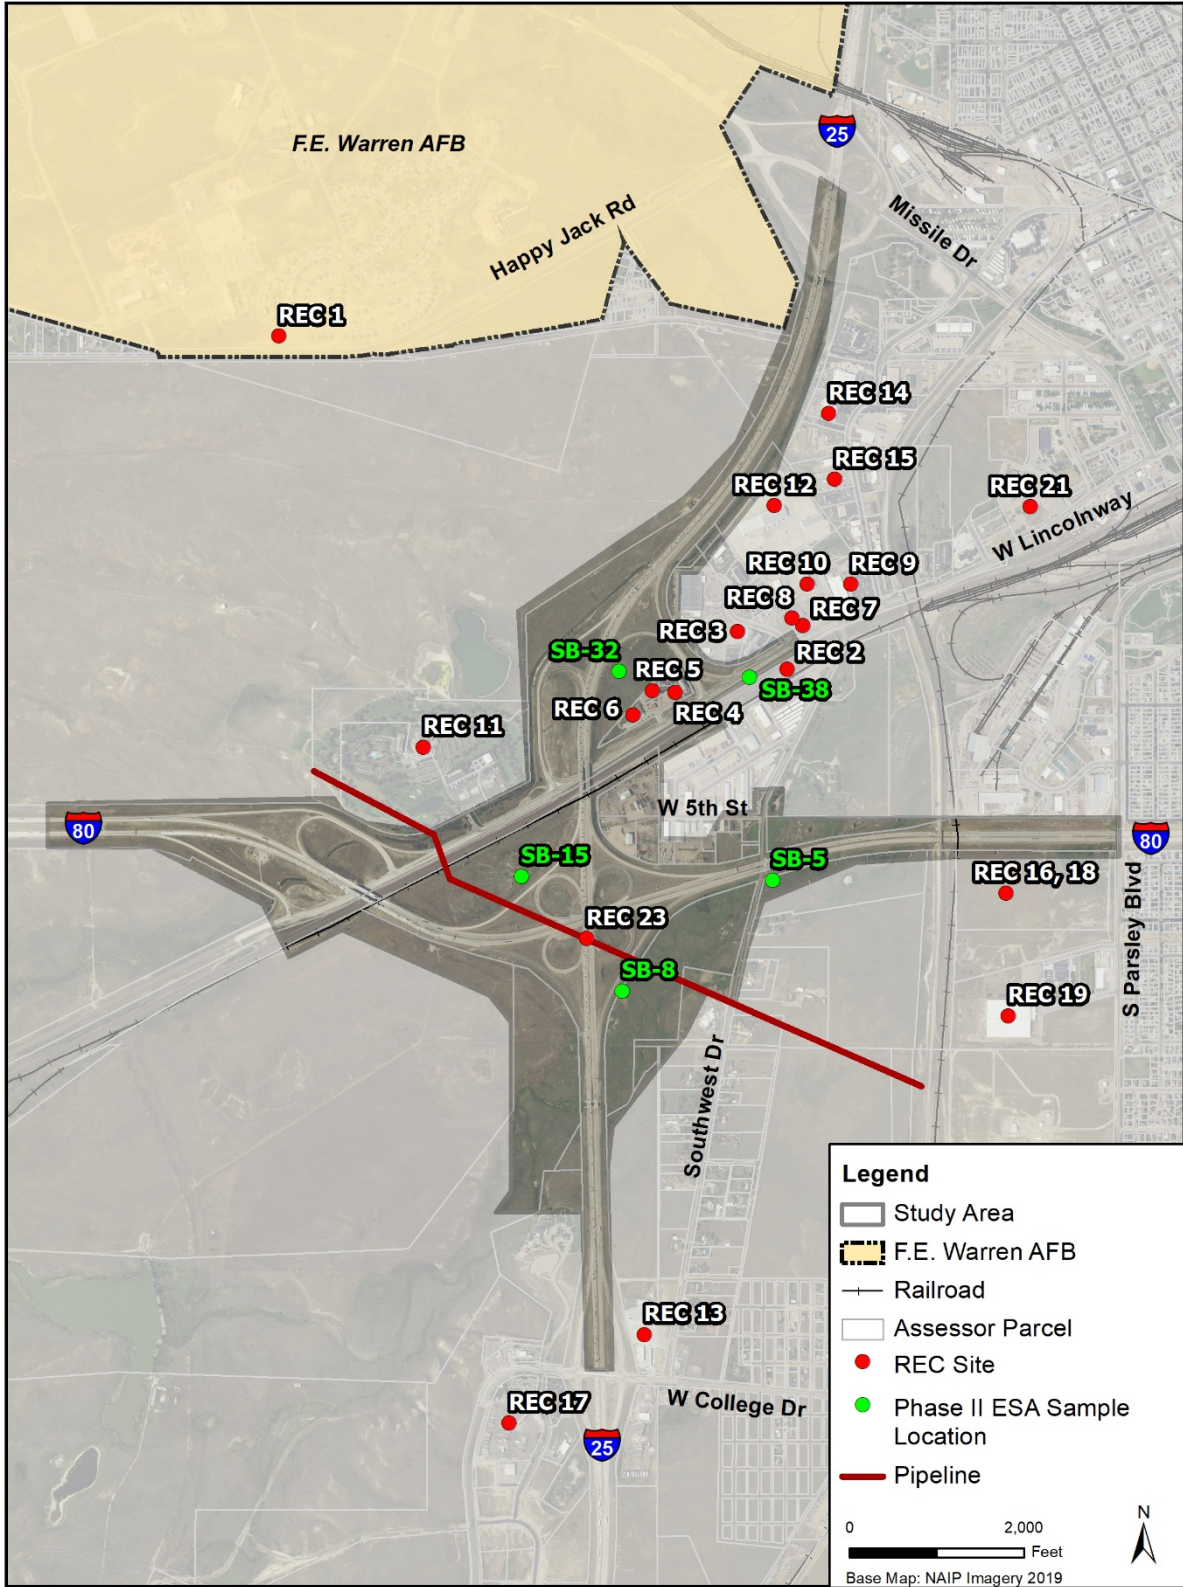 F.E. Warren AFB
25
Missile Dr
Happy Jack Rd
REC 1
REC 14
REC 15
REC 12
REC 21
W Lincolnway
REC 10
REC 9
REC 8
REC 7
REC 3
SB-32
REC 5
REC 2
SB-38
REC 6
REC 4
REC 11
W 5th St
80
80
SB-15
SB-5
REC 16, 18
REC 23
S Parsley Blvd
SB-8
REC 19
Southwest Dr
REC 13
W College Dr
REC 17
25
Legend
Study Area
F.E. Warren AFB
Railroad
Assessor Parcel
REC Site
Phase II ESA Sample
Location
Pipeline
N
0 2,000
Feet
Base Map: NAIP Imagery 2019